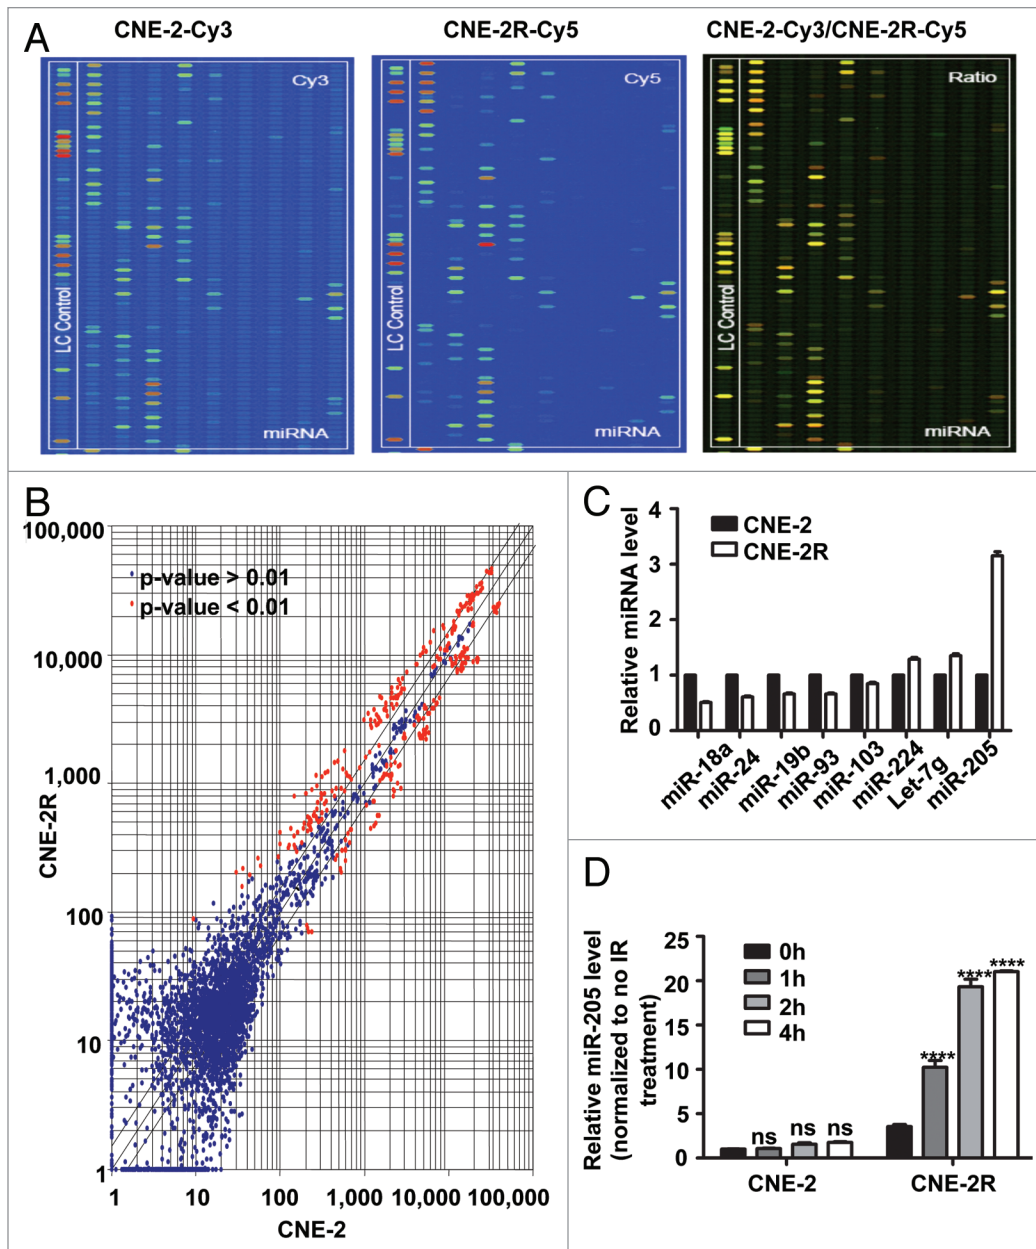 A
CNE-2-Cy3
CNE-2R-Cy5
CNE-2-Cy3/CNE-2R-Cy5
Cy3
LC Control
miRNA
Cy5
LC Control
miRNA
Ratio
LC Control
miRNA
B
100,000
10,000
1,000
100
10
1
CNE-2R
p-value > 0.01
p-value < 0.01
1 10 100 1,000 10,000 100,000
CNE-2
C
Relative miRNA level
4
3
2
1
0
CNE-2
CNE-2R
miR-18a
miR-24
miR-19b
miR-93
miR-103
miR-224
Let-7g
miR-205
D
Relative miR-205 level
(normalized to no IR
treatment)
25
20
15
10
5
0
0h
1h
2h
4h
ns ns ns
**** **** ****
CNE-2 CNE-2R